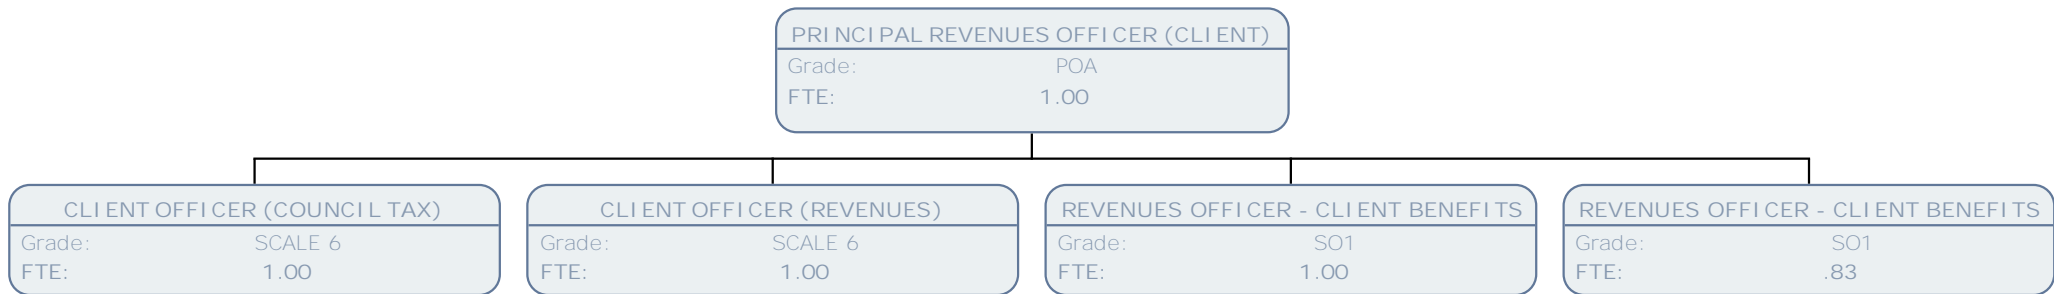 PRINCIPAL REVENUES OFFICER (CLIENT)
Grade: POA
FTE: 1.00
CLIENT OFFICER (COUNCIL TAX)
Grade: SCALE 6
FTE: 1.00
CLIENT OFFICER (REVENUES)
Grade: SCALE 6
FTE: 1.00
REVENUES OFFICER - CLIENT BENEFITS
Grade: SO1
FTE: 1.00
REVENUES OFFICER - CLIENT BENEFITS
Grade: SO1
FTE: .83